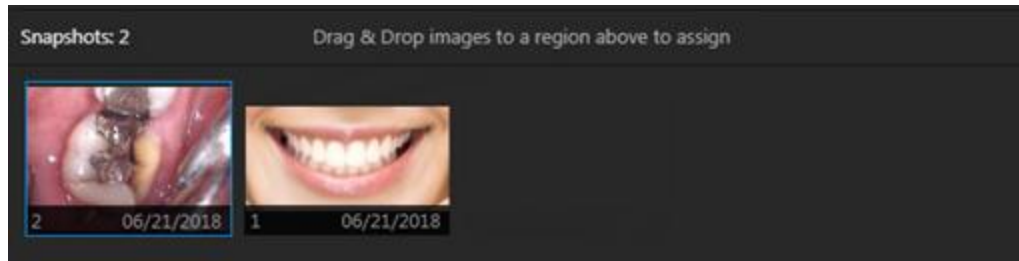 Snapshots: 2
Drag & Drop images to a region above to assign
2 06/21/2018
1 06/21/2018